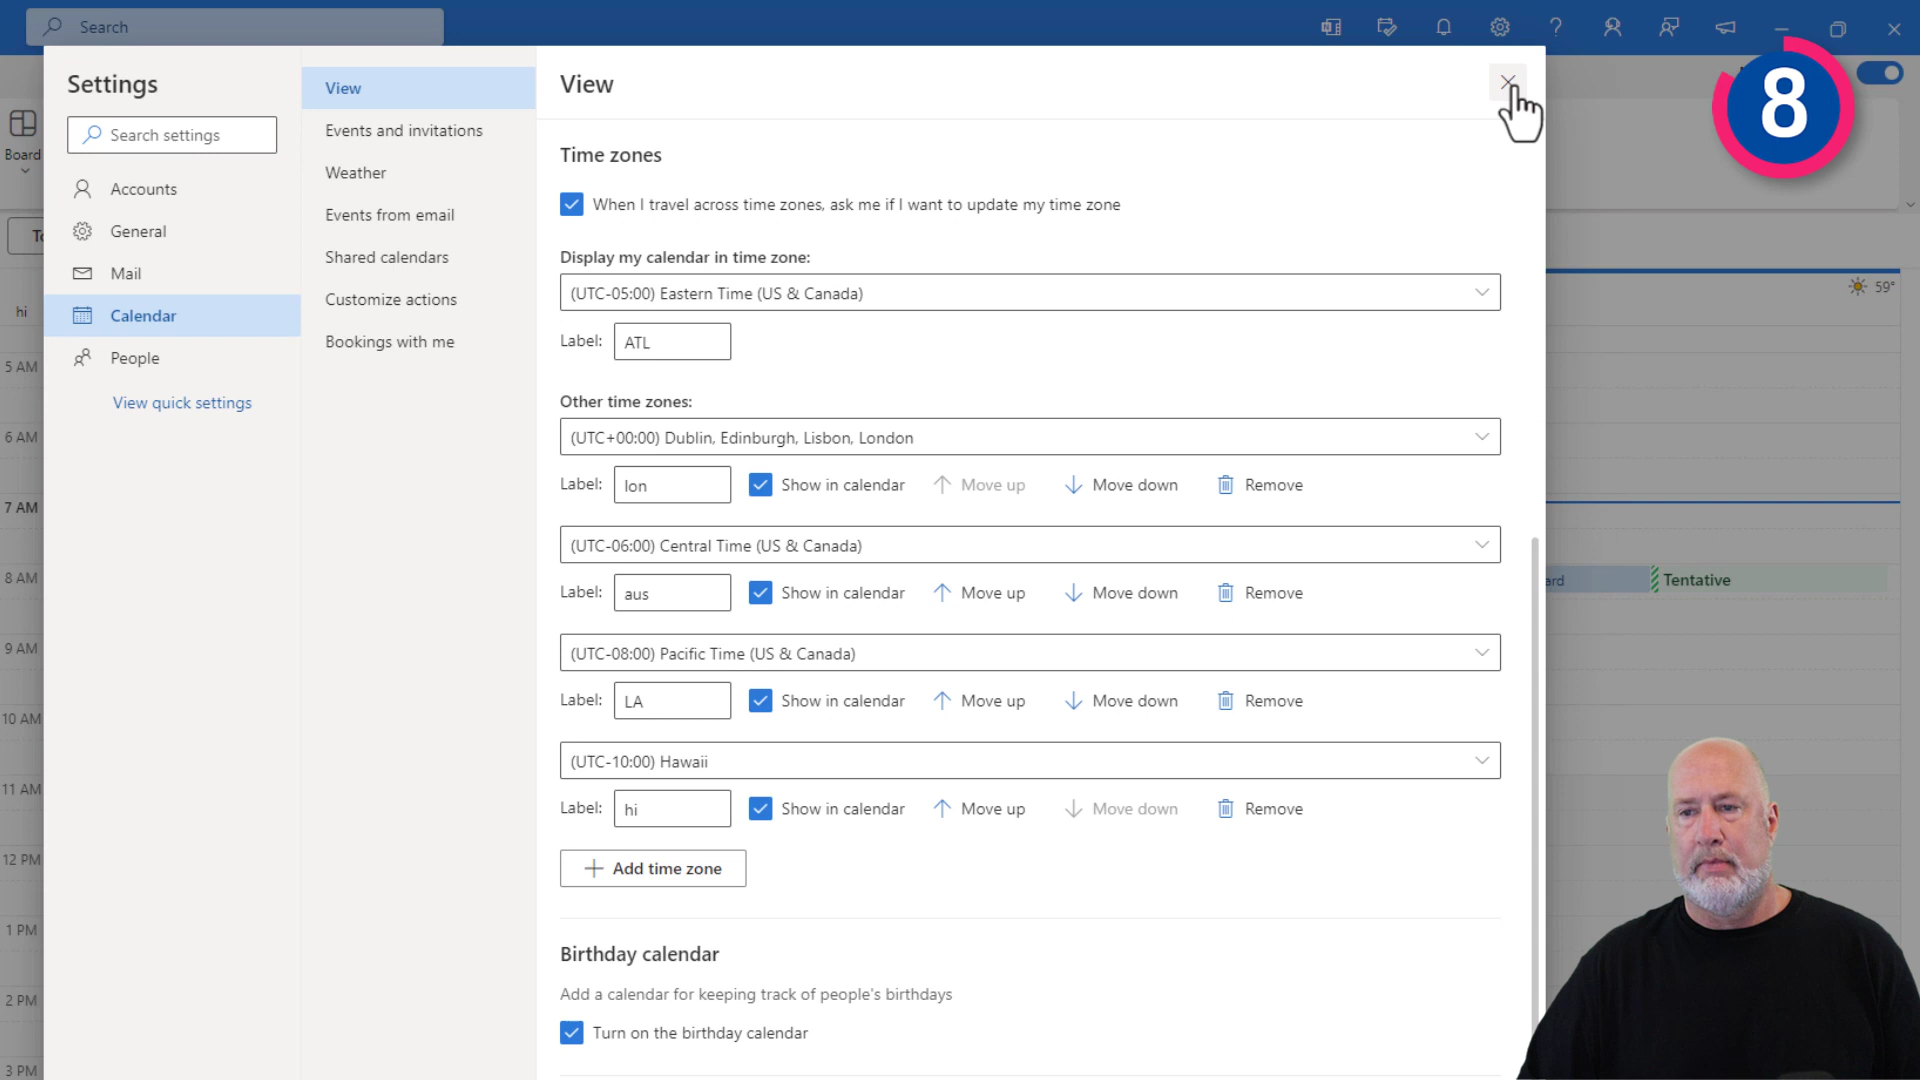 Search
8
Board
To
hi
5 AM
6 AM
7 AM
8 AM
9 AM
10 AM
11 AM
12 PM
1 PM
2 PM
3 PM
Settings
Search settings
Accounts
General
Mail
Calendar
People
View quick settings
View
Events and invitations
Weather
Events from email
Shared calendars
Customize actions
Bookings with me
View
Time zones
When I travel across time zones, ask me if I want to update my time zone
Display my calendar in time zone:
(UTC-05:00) Eastern Time (US & Canada)
Label: ATL
Other time zones:
(UTC+00:00) Dublin, Edinburgh, Lisbon, London
Label: lon Show in calendar Move up Move down Remove
(UTC-06:00) Central Time (US & Canada)
Label: aus Show in calendar Move up Move down Remove
(UTC-08:00) Pacific Time (US & Canada)
Label: LA Show in calendar Move up Move down Remove
(UTC-10:00) Hawaii
Label: hi Show in calendar Move up Move down Remove
Add time zone
Birthday calendar
Add a calendar for keeping track of people's birthdays
Turn on the birthday calendar
59°
ard
Tentative